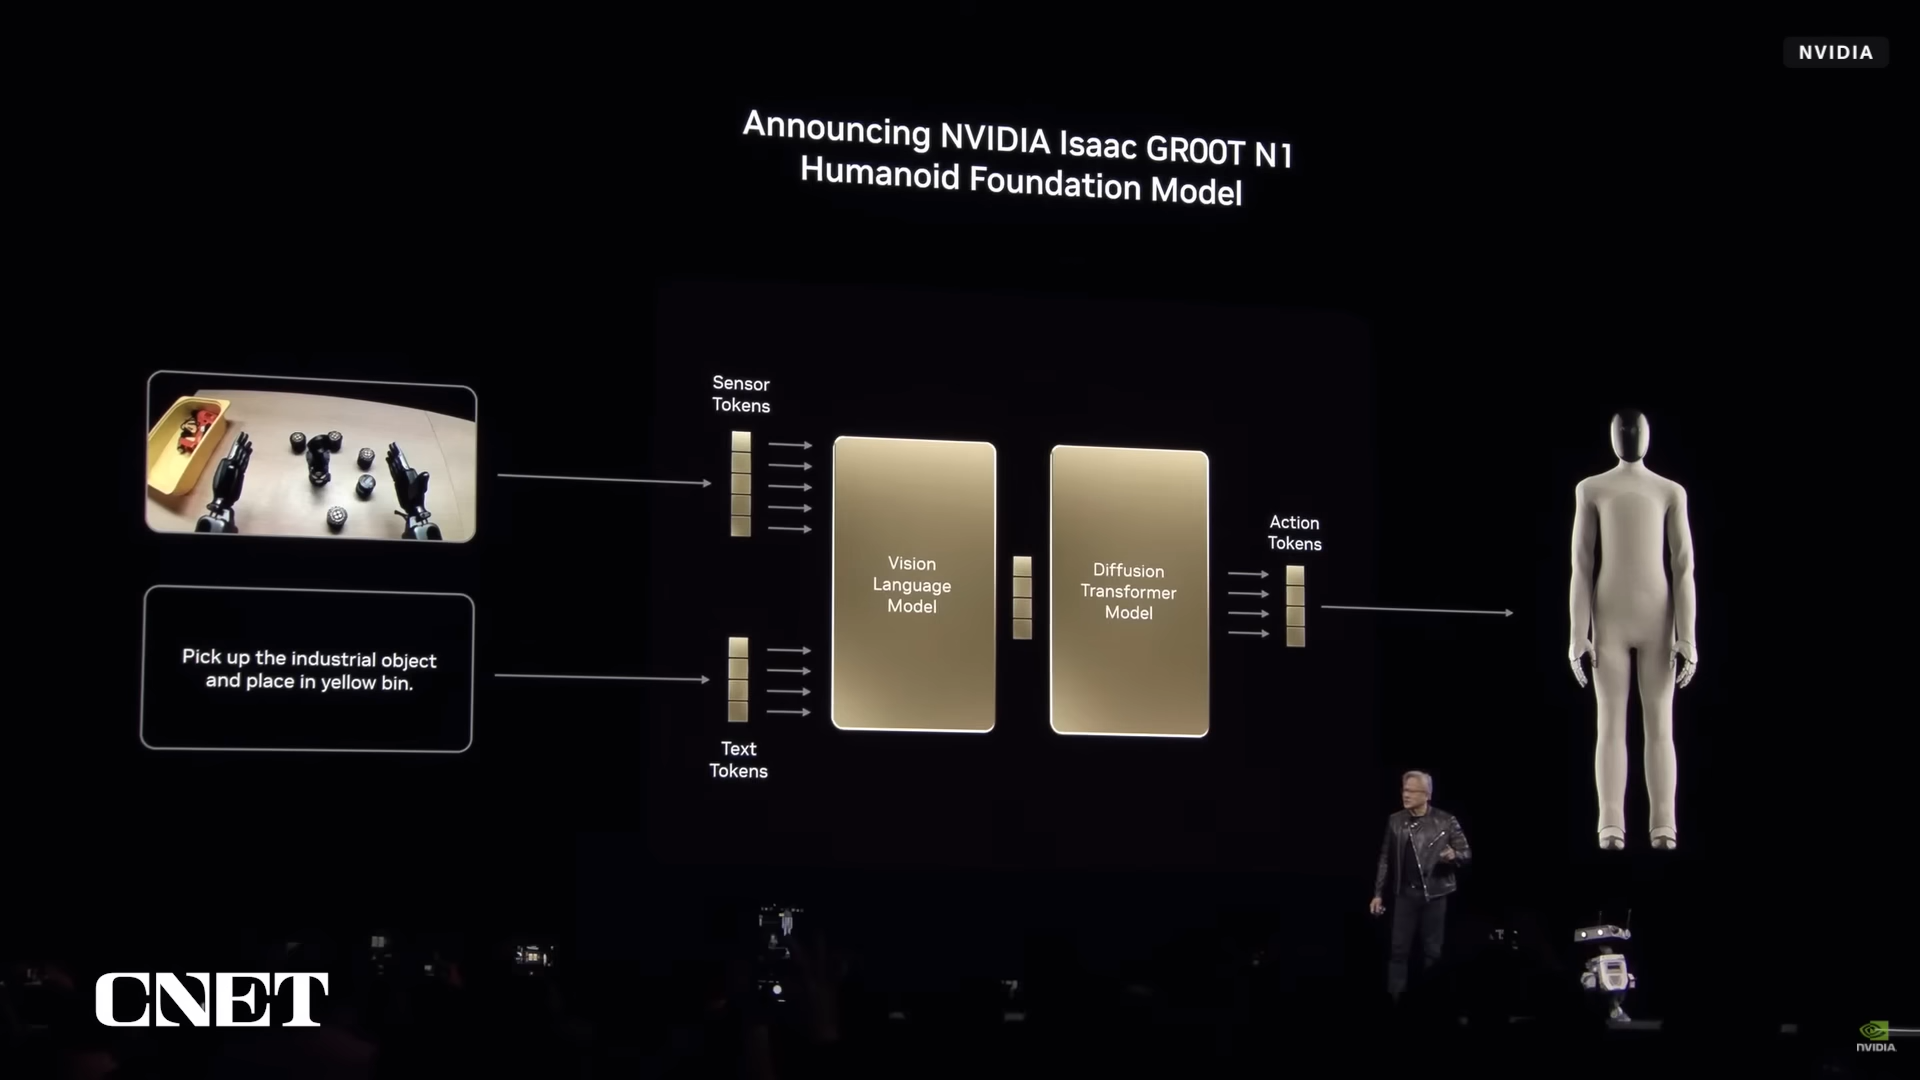 NVIDIA
Announcing NVIDIA Isaac GR00T N1
Humanoid Foundation Model
Sensor
Tokens
Vision
Language
Model
Diffusion
Transformer
Model
Action
Tokens
Pick up the industrial object
and place in yellow bin.
Text
Tokens
CNET
NVIDIA